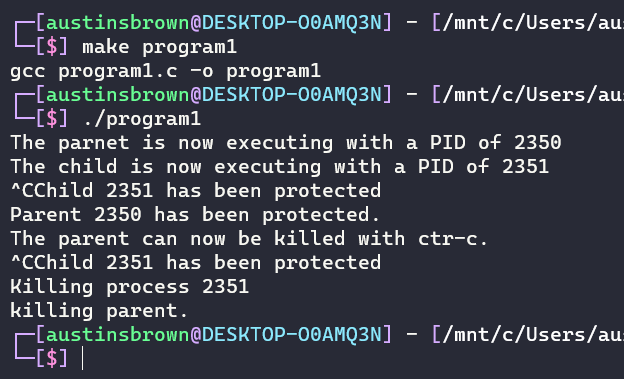 ┌─[austinsbrown@DESKTOP-O0AMQ3N] - [/mnt/c/Users/au
└─[$] make program1
gcc program1.c -o program1
┌─[austinsbrown@DESKTOP-O0AMQ3N] - [/mnt/c/Users/au
└─[$] ./program1
The parnet is now executing with a PID of 2350
The child is now executing with a PID of 2351
^CChild 2351 has been protected
Parent 2350 has been protected.
The parent can now be killed with ctr-c.
^CChild 2351 has been protected
Killing process 2351
killing parent.
┌─[austinsbrown@DESKTOP-O0AMQ3N] - [/mnt/c/Users/au
└─[$]